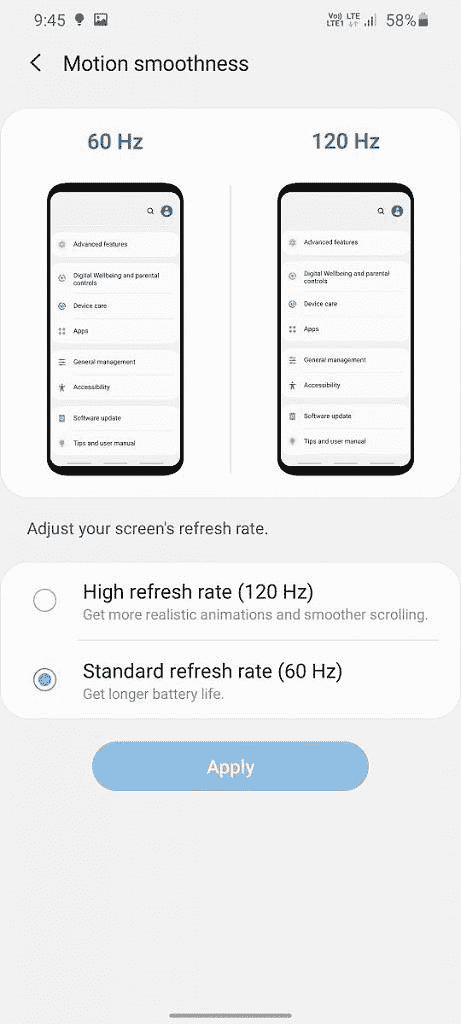 9:45
Vo)) LTE
LTE1
58%
Motion smoothness
60 Hz
120 Hz
Advanced features
Digital Wellbeing and parental
controls
Device care
Apps
General management
Accessibility
Software update
Tips and user manual
Advanced features
Digital Wellbeing and parental
controls
Device care
Apps
General management
Accessibility
Software update
Tips and user manual
Adjust your screen's refresh rate.
High refresh rate (120 Hz)
Get more realistic animations and smoother scrolling.
Standard refresh rate (60 Hz)
Get longer battery life.
Apply